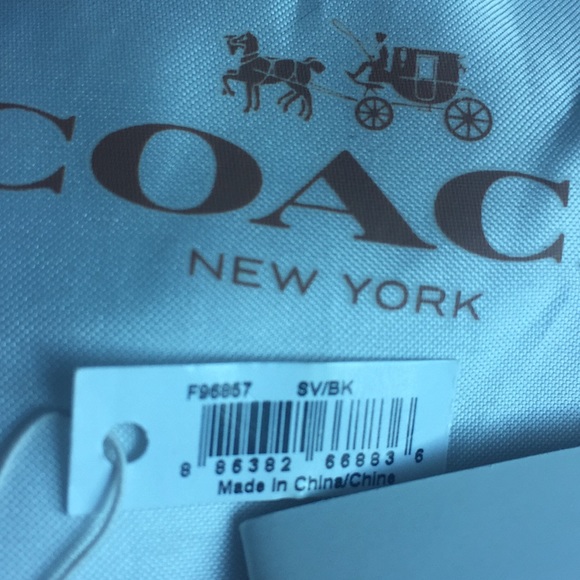 COAC
NEW YORK
F96857 SV/BK
8 86382 66883 6
Made in China/Chine